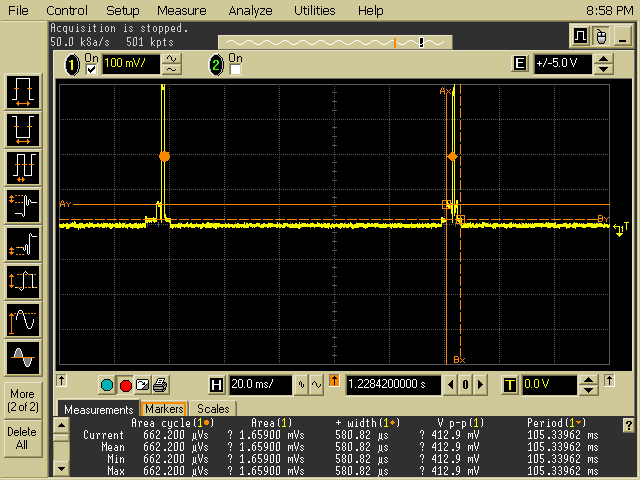 File Control Setup Measure Analyze Utilities Help 8:58 PM
Acquisition is stopped.
50.0 kSa/s 501 kpts
1 On 100 mV/ 2 On E +/-5.0 V
Ax
Ay
By
T
Bx
More
(2 of 2)
Delete
All
H 20.0 ms/ 1.2284200000 s 0 T 0.0 V
Measurements Markers Scales
Area cycle(1) Area(1) + width(1) V p-p(1) Period(1) ?
Current 662.200 µVs ? 1.65900 mVs 580.82 µs ? 412.9 mV 105.33962 ms
Mean 662.200 µVs ? 1.65900 mVs 580.82 µs ? 412.9 mV 105.33962 ms
Min 662.200 µVs ? 1.65900 mVs 580.82 µs ? 412.9 mV 105.33962 ms
Max 662.200 µVs ? 1.65900 mVs 580.82 µs ? 412.9 mV 105.33962 ms